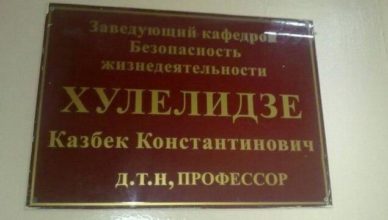 Заведующий кафедрой
Безопасность
жизнедеятельности
ХУЛЕЛИДЗЕ
Казбек Константинович
д.т.н, ПРОФЕССОР